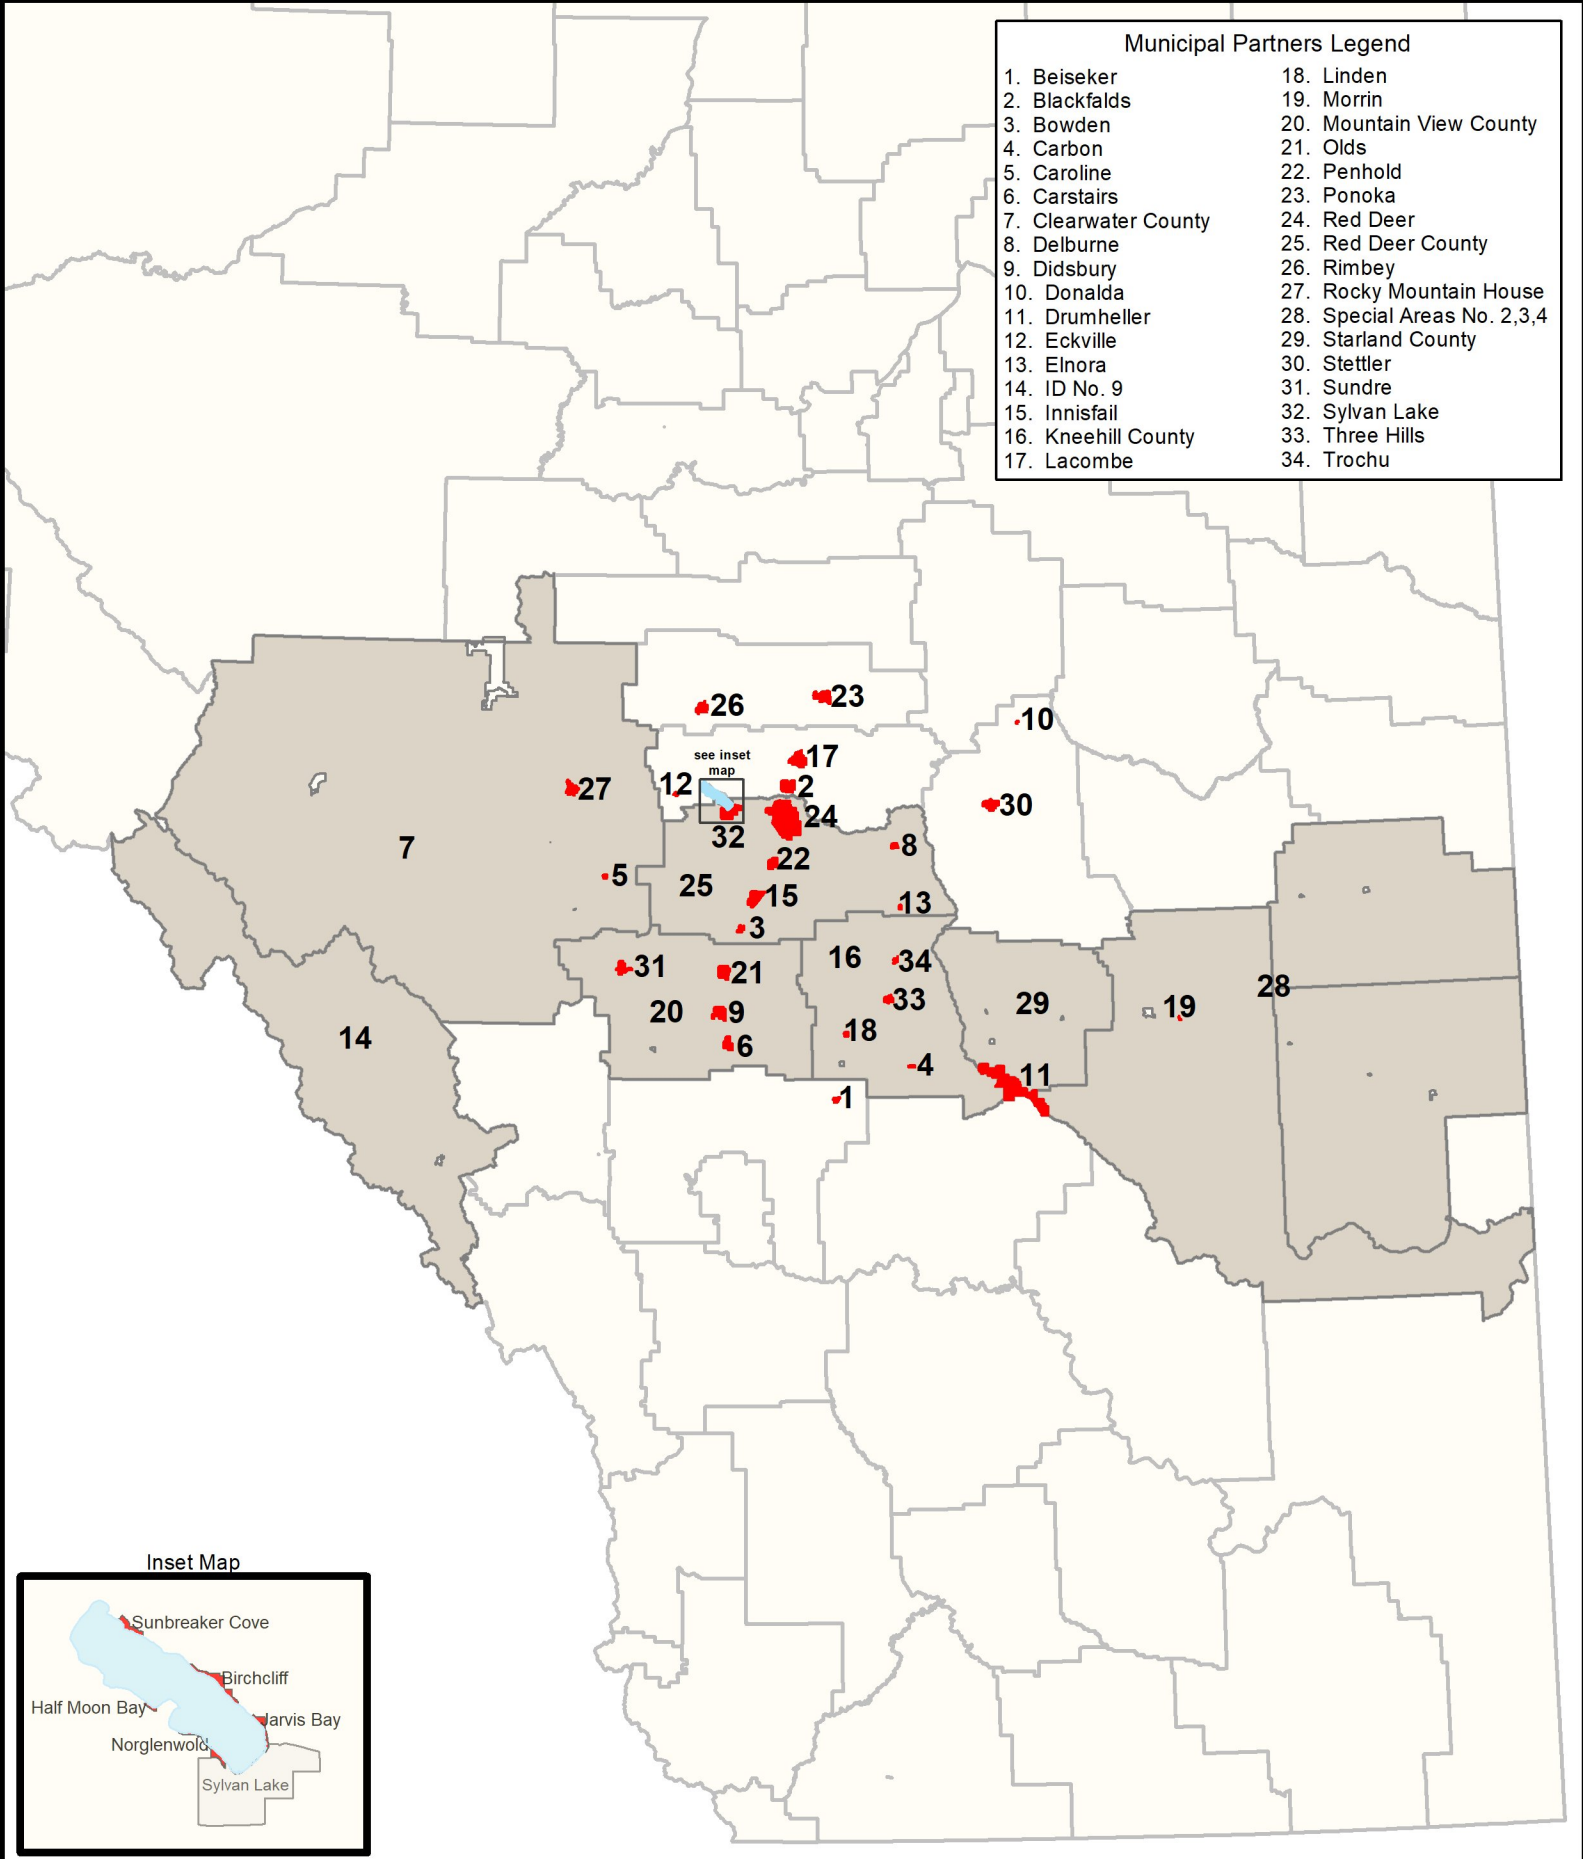 Municipal Partners Legend
1. Beiseker
2. Blackfalds
3. Bowden
4. Carbon
5. Caroline
6. Carstairs
7. Clearwater County
8. Delburne
9. Didsbury
10. Donalda
11. Drumheller
12. Eckville
13. Elnora
14. ID No. 9
15. Innisfail
16. Kneehill County
17. Lacombe
18. Linden
19. Morrin
20. Mountain View County
21. Olds
22. Penhold
23. Ponoka
24. Red Deer
25. Red Deer County
26. Rimbey
27. Rocky Mountain House
28. Special Areas No. 2,3,4
29. Starland County
30. Stettler
31. Sundre
32. Sylvan Lake
33. Three Hills
34. Trochu
26
23
10
17
see inset
map
12
2
27
30
24
32
7
8
22
5
25
15
13
3
16
34
31
21
28
33
29
19
20
9
14
18
6
4
11
1
Inset Map
Sunbreaker Cove
Birchcliff
Half Moon Bay
Jarvis Bay
Norglenwold
Sylvan Lake